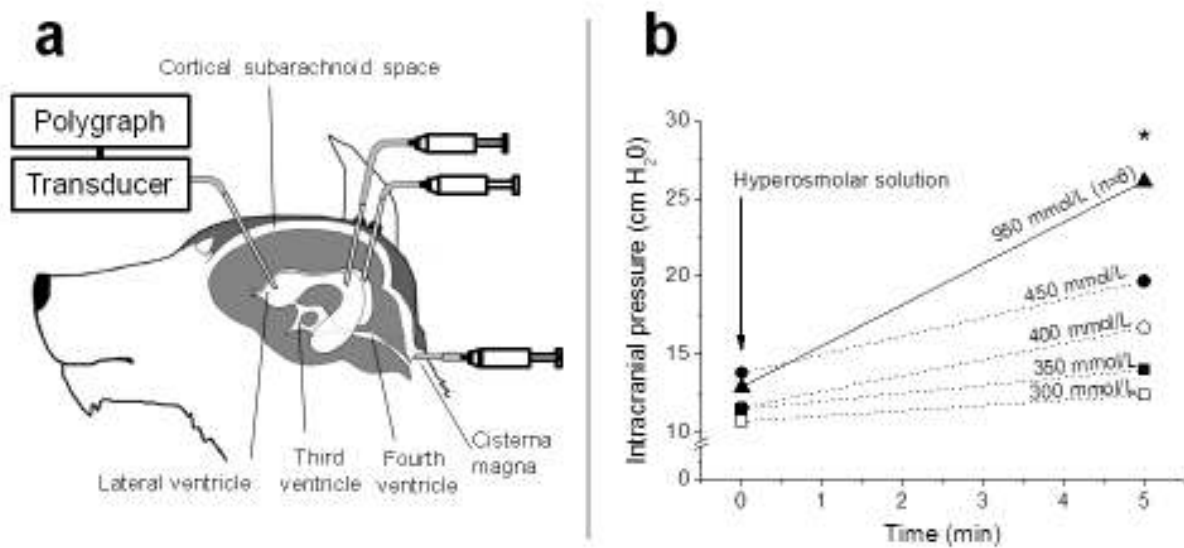 a
Cortical subarachnoid space
Polygraph
Transducer
Lateral ventricle
Third
ventricle
Fourth
ventricle
Cisterna
magna
b
Intracranial pressure (cm H₂0)
30
25
20
15
10
0
Hyperosmolar solution
*
960 mmol/L (n=6)
450 mmol/L
400 mmol/L
350 mmol/L
300 mmol/L
0 1 2 3 4 5
Time (min)